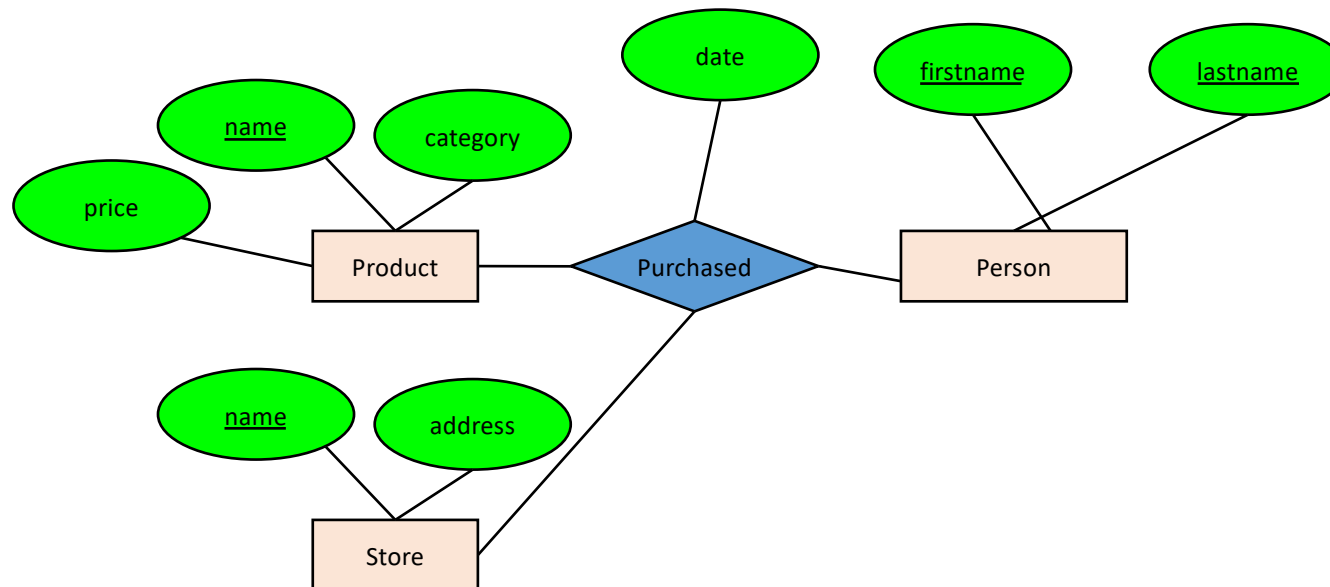 date
firstname
lastname
name
category
price
Product
Purchased
Person
name
address
Store